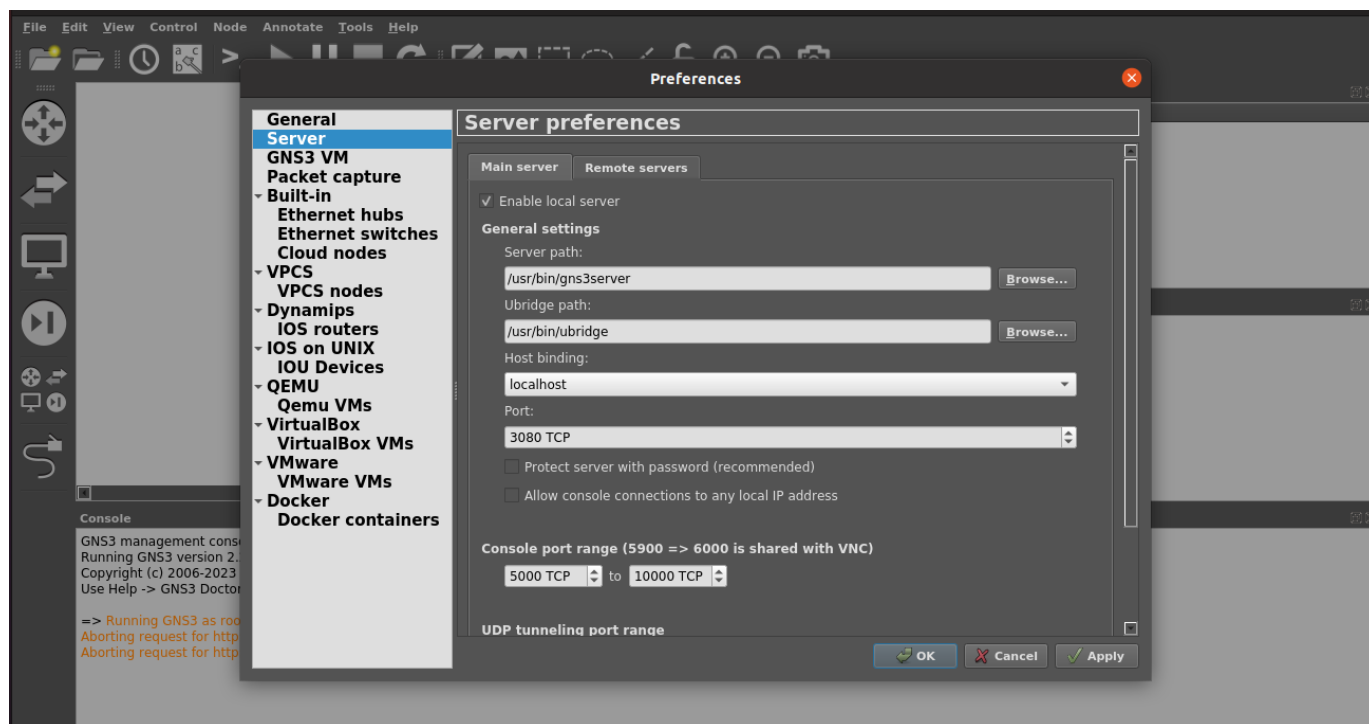 File Edit View Control Node Annotate Tools Help
Preferences
General
Server
GNS3 VM
Packet capture
Built-in
Ethernet hubs
Ethernet switches
Cloud nodes
VPCS
VPCS nodes
Dynamips
IOS routers
IOS on UNIX
IOU Devices
QEMU
Qemu VMs
VirtualBox
VirtualBox VMs
VMware
VMware VMs
Docker
Docker containers
Server preferences
Main server Remote servers
Enable local server
General settings
Server path:
/usr/bin/gns3server Browse...
Ubridge path:
/usr/bin/ubridge Browse...
Host binding:
localhost
Port:
3080 TCP
Protect server with password (recommended)
Allow console connections to any local IP address
Console port range (5900 => 6000 is shared with VNC)
5000 TCP to 10000 TCP
UDP tunneling port range
OK Cancel Apply
Console
GNS3 management
Running GNS3 version 2.
Copyright (c) 2006-2023
Use Help -> GNS3
=> Running GNS3 as
Aborting request for
Aborting request for